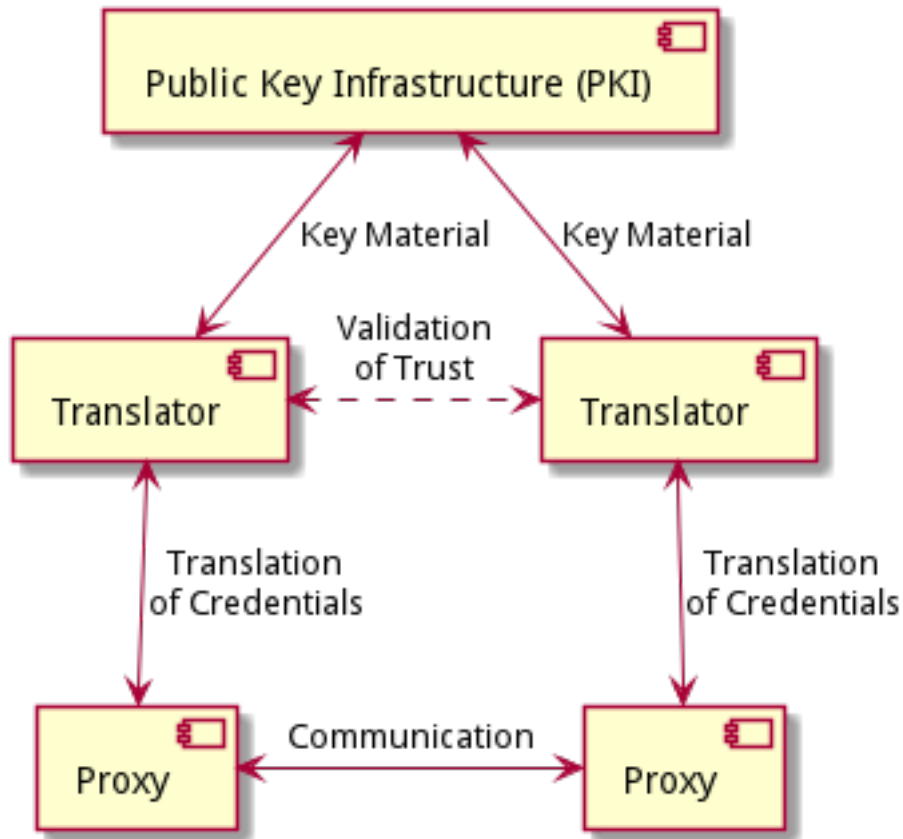 Public Key Infrastructure (PKI)
Key Material
Key Material
Validation
of Trust
Translator
Translator
Translation
of Credentials
Translation
of Credentials
Communication
Proxy
Proxy